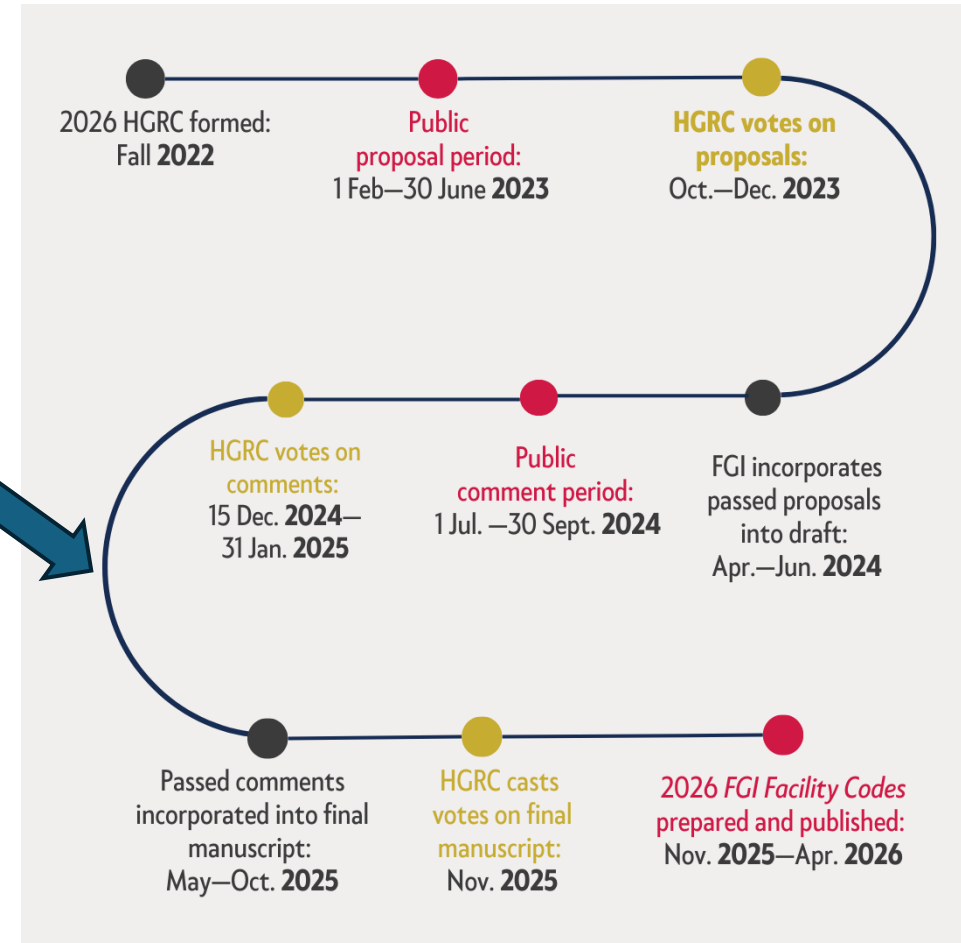 2026 HGRC formed:
Fall 2022
Public
proposal period:
1 Feb—30 June 2023
HGRC votes on
proposals:
Oct.—Dec. 2023
HGRC votes on
comments:
15 Dec. 2024—
31 Jan. 2025
Public
comment period:
1 Jul. —30 Sept. 2024
FGI incorporates
passed proposals
into draft:
Apr.—Jun. 2024
Passed comments
incorporated into final
manuscript:
May—Oct. 2025
HGRC casts
votes on final
manuscript:
Nov. 2025
2026 FGI Facility Codes
prepared and published:
Nov. 2025—Apr. 2026